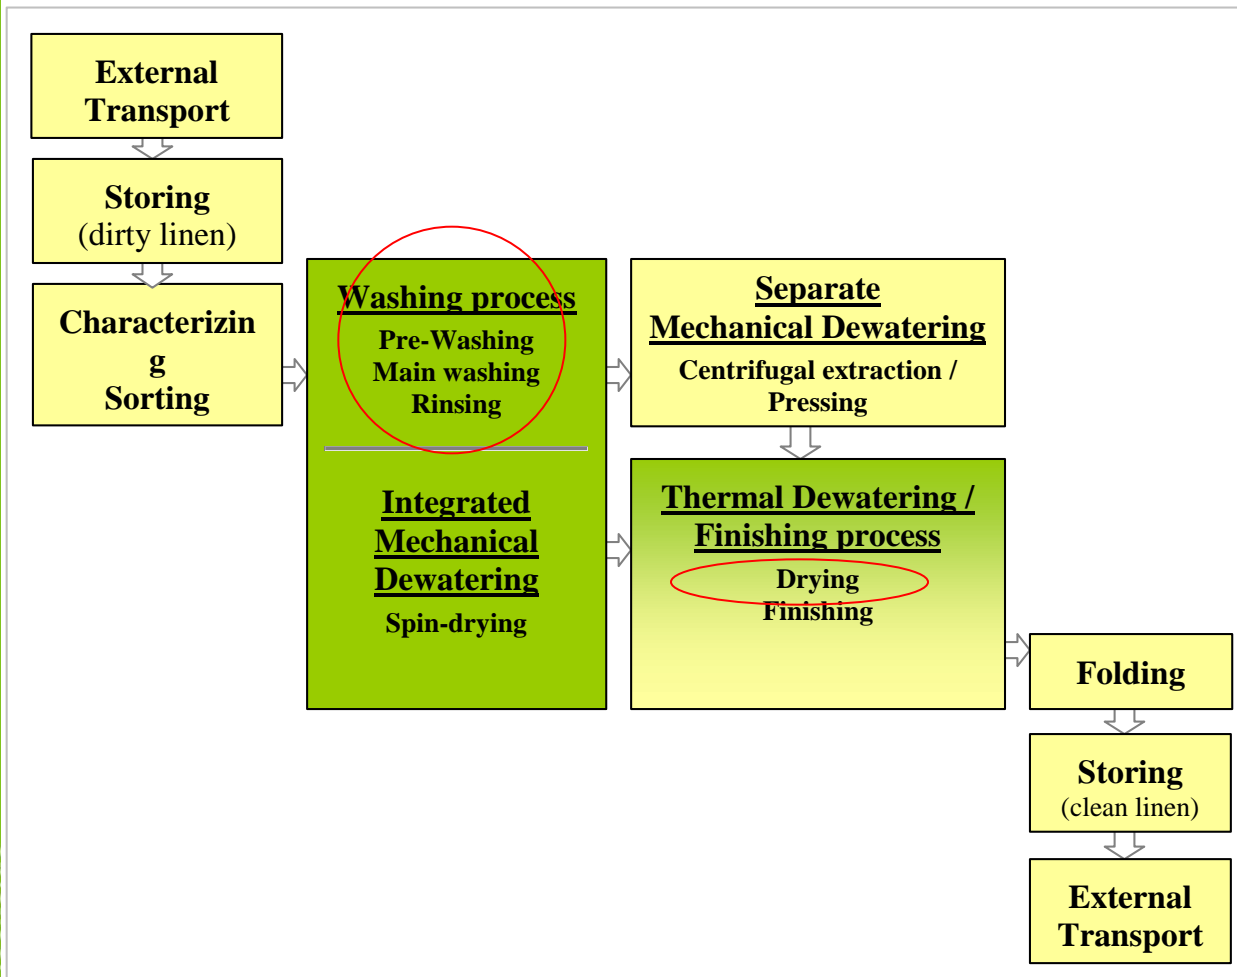 External
Transport
Storing
(dirty linen)
Characterizin
g
Sorting
Washing process
Pre-Washing
Main washing
Rinsing
Integrated
Mechanical
Dewatering
Spin-drying
Separate
Mechanical Dewatering
Centrifugal extraction /
Pressing
Thermal Dewatering /
Finishing process
Drying
Finishing
Folding
Storing
(clean linen)
External
Transport